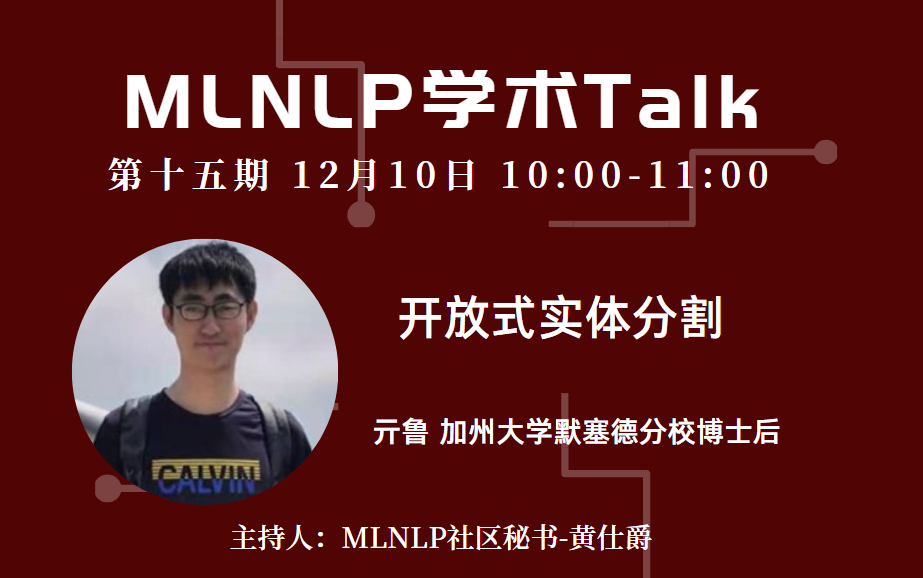 MLNLP学术Talk
第十五期 12月10日 10:00-11:00
开放式实体分割
亓鲁 加州大学默塞德分校博士后
CALVIN
主持人：MLNLP社区秘书-黄仕爵